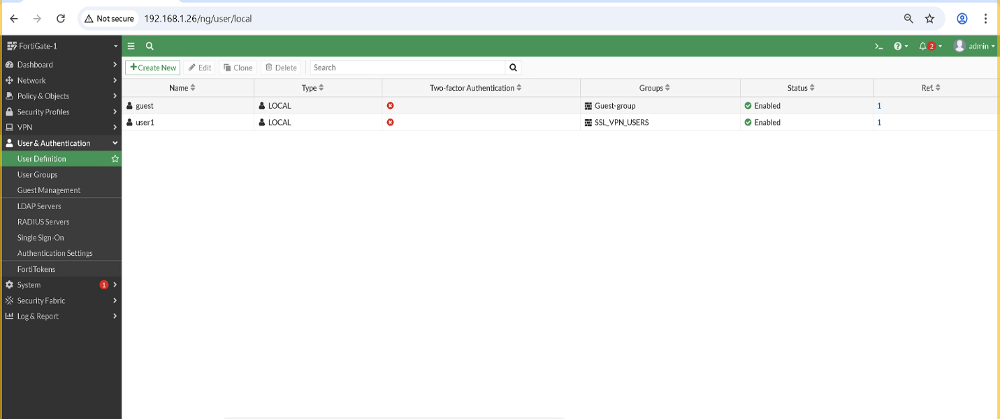 Not secure 192.168.1.26/ng/user/local
FortiGate-1
2 admin
Dashboard
Network
Policy & Objects
Security Profiles
VPN
User & Authentication
User Definition
User Groups
Guest Management
LDAP Servers
RADIUS Servers
Single Sign-On
Authentication Settings
FortiTokens
System 1
Security Fabric
Log & Report
+Create New Edit Clone Delete Search
Name Type Two-factor Authentication Groups Status Ref.
guest LOCAL Guest-group Enabled 1
user1 LOCAL SSL_VPN_USERS Enabled 1